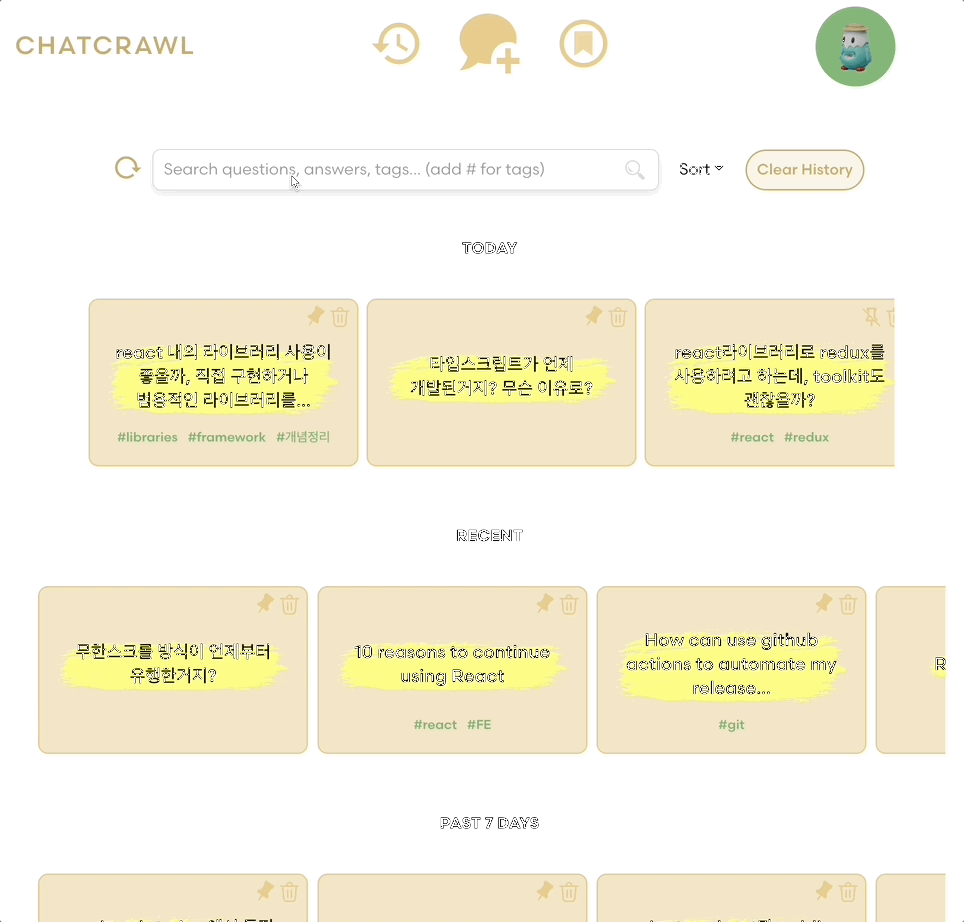 CHATCRAWL
Search questions, answers, tags... (add # for tags)
Sort
Clear History
TODAY
react 내의 라이브러리 사용이
좋을까, 직접 구현하거나
범용적인 라이브러리를...
#libraries #framework #개념정리
타입스크립트가 언제
개발된거지? 무슨 이유로?
react라이브러리로 redux를
사용하려고 하는데, toolkit도
괜찮을까?
#react #redux
RECENT
무한스크롤 방식이 언제부터
유행한거지?
10 reasons to continue
using React
#react #FE
How can use github
actions to automate my
release...
#git
R
PAST 7 DAYS